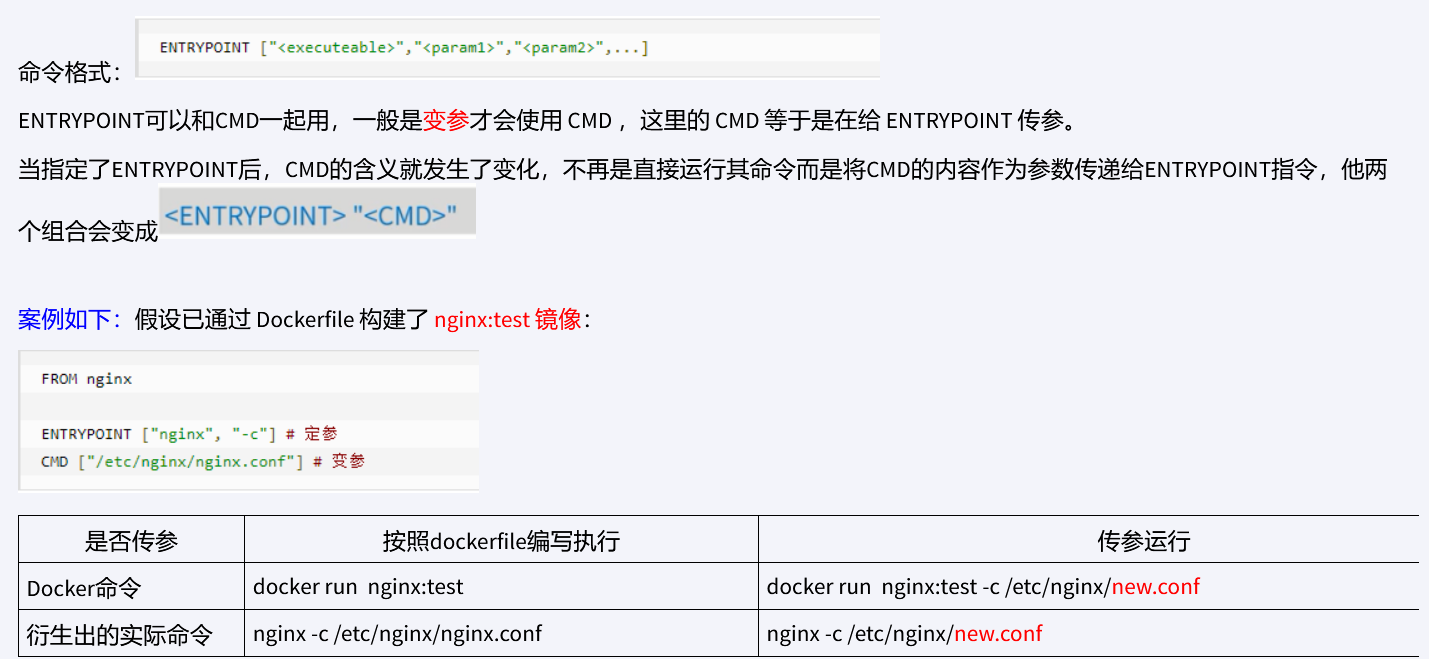 ENTRYPOINT ["<executeable>","<param1>","<param2>",...]
命令格式：
ENTRYPOINT可以和CMD一起用，一般是变参才会使用 CMD ，这里的 CMD 等于是在给 ENTRYPOINT 传参。
当指定了ENTRYPOINT后，CMD的含义就发生了变化，不再是直接运行其命令而是将CMD的内容作为参数传递给ENTRYPOINT指令，他两
个组合会变成<ENTRYPOINT> "<CMD>"
案例如下：假设已通过 Dockerfile 构建了 nginx:test 镜像：
FROM nginx
ENTRYPOINT ["nginx", "-c"] # 定参
CMD ["/etc/nginx/nginx.conf"] # 变参
是否传参 按照dockerfile编写执行 传参运行
Docker命令 docker run  nginx:test docker run  nginx:test -c /etc/nginx/new.conf
衍生出的实际命令 nginx -c /etc/nginx/nginx.conf nginx -c /etc/nginx/new.conf